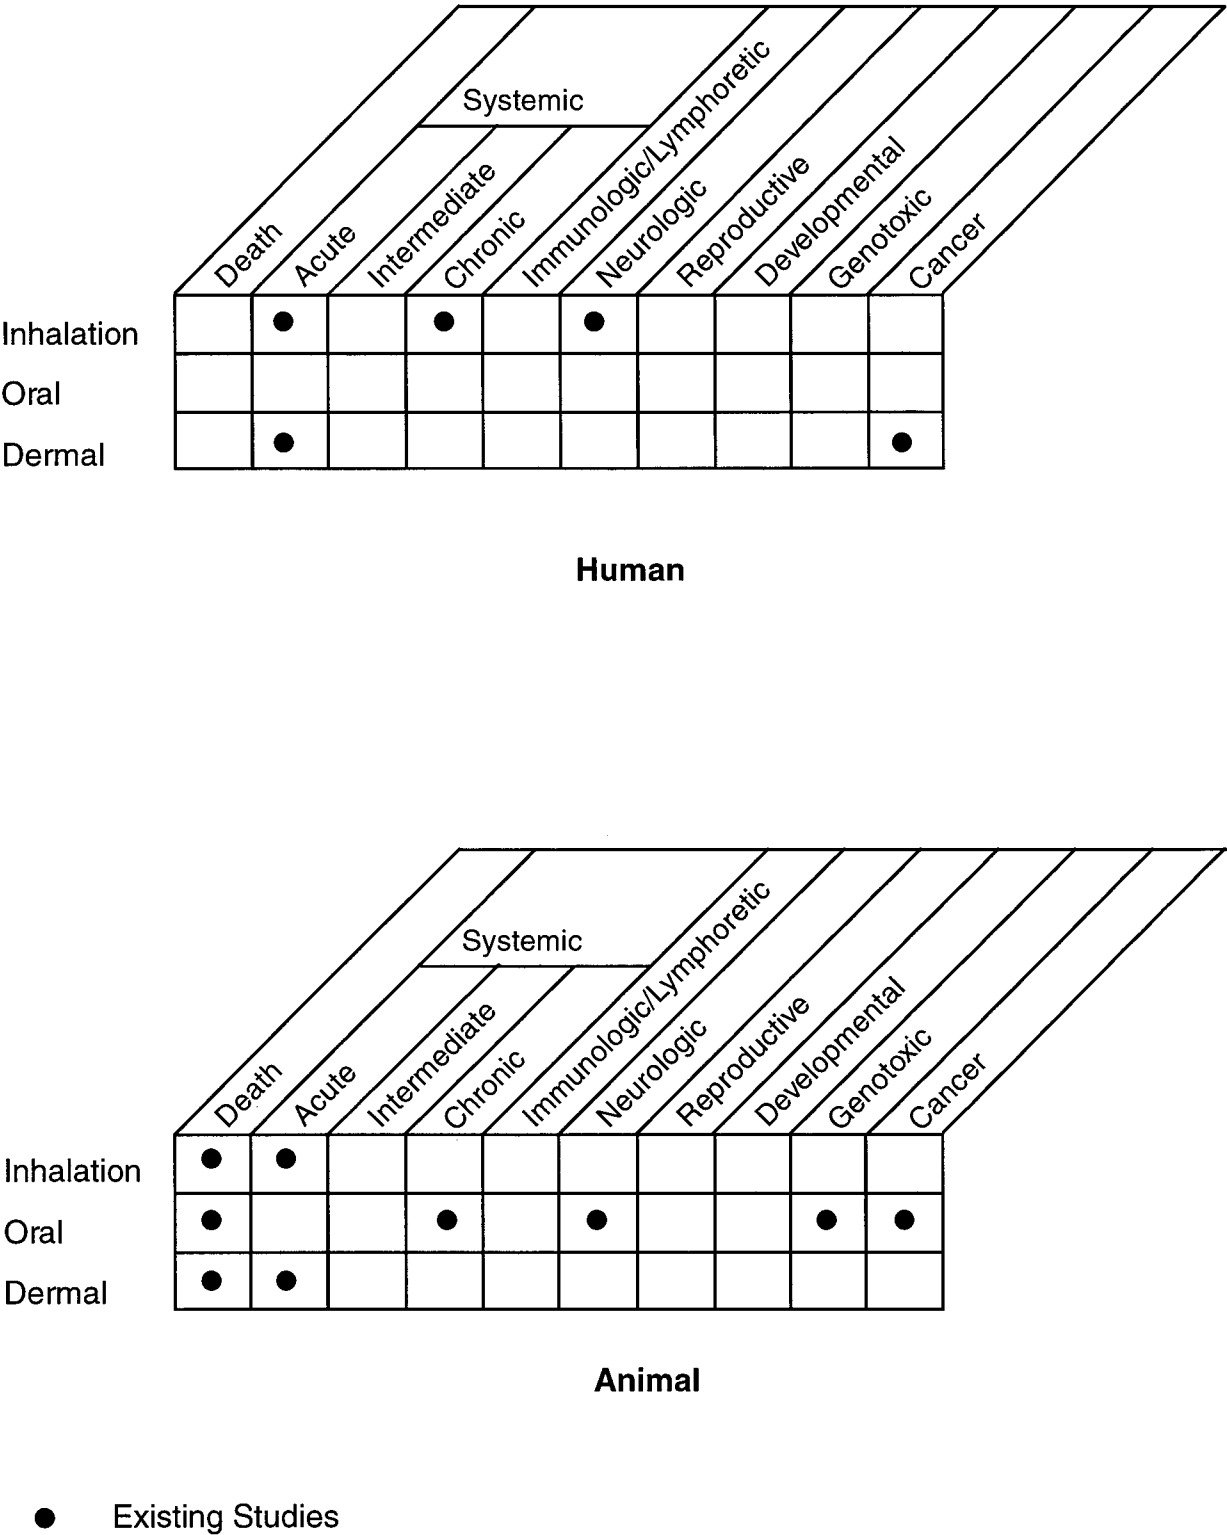 Systemic
Death
Acute
Intermediate
Chronic
Immunologic/Lymphoretic
Neurologic
Reproductive
Developmental
Genotoxic
Cancer
Inhalation
Oral
Dermal
Human
Systemic
Death
Acute
Intermediate
Chronic
Immunologic/Lymphoretic
Neurologic
Reproductive
Developmental
Genotoxic
Cancer
Inhalation
Oral
Dermal
Animal
Existing Studies